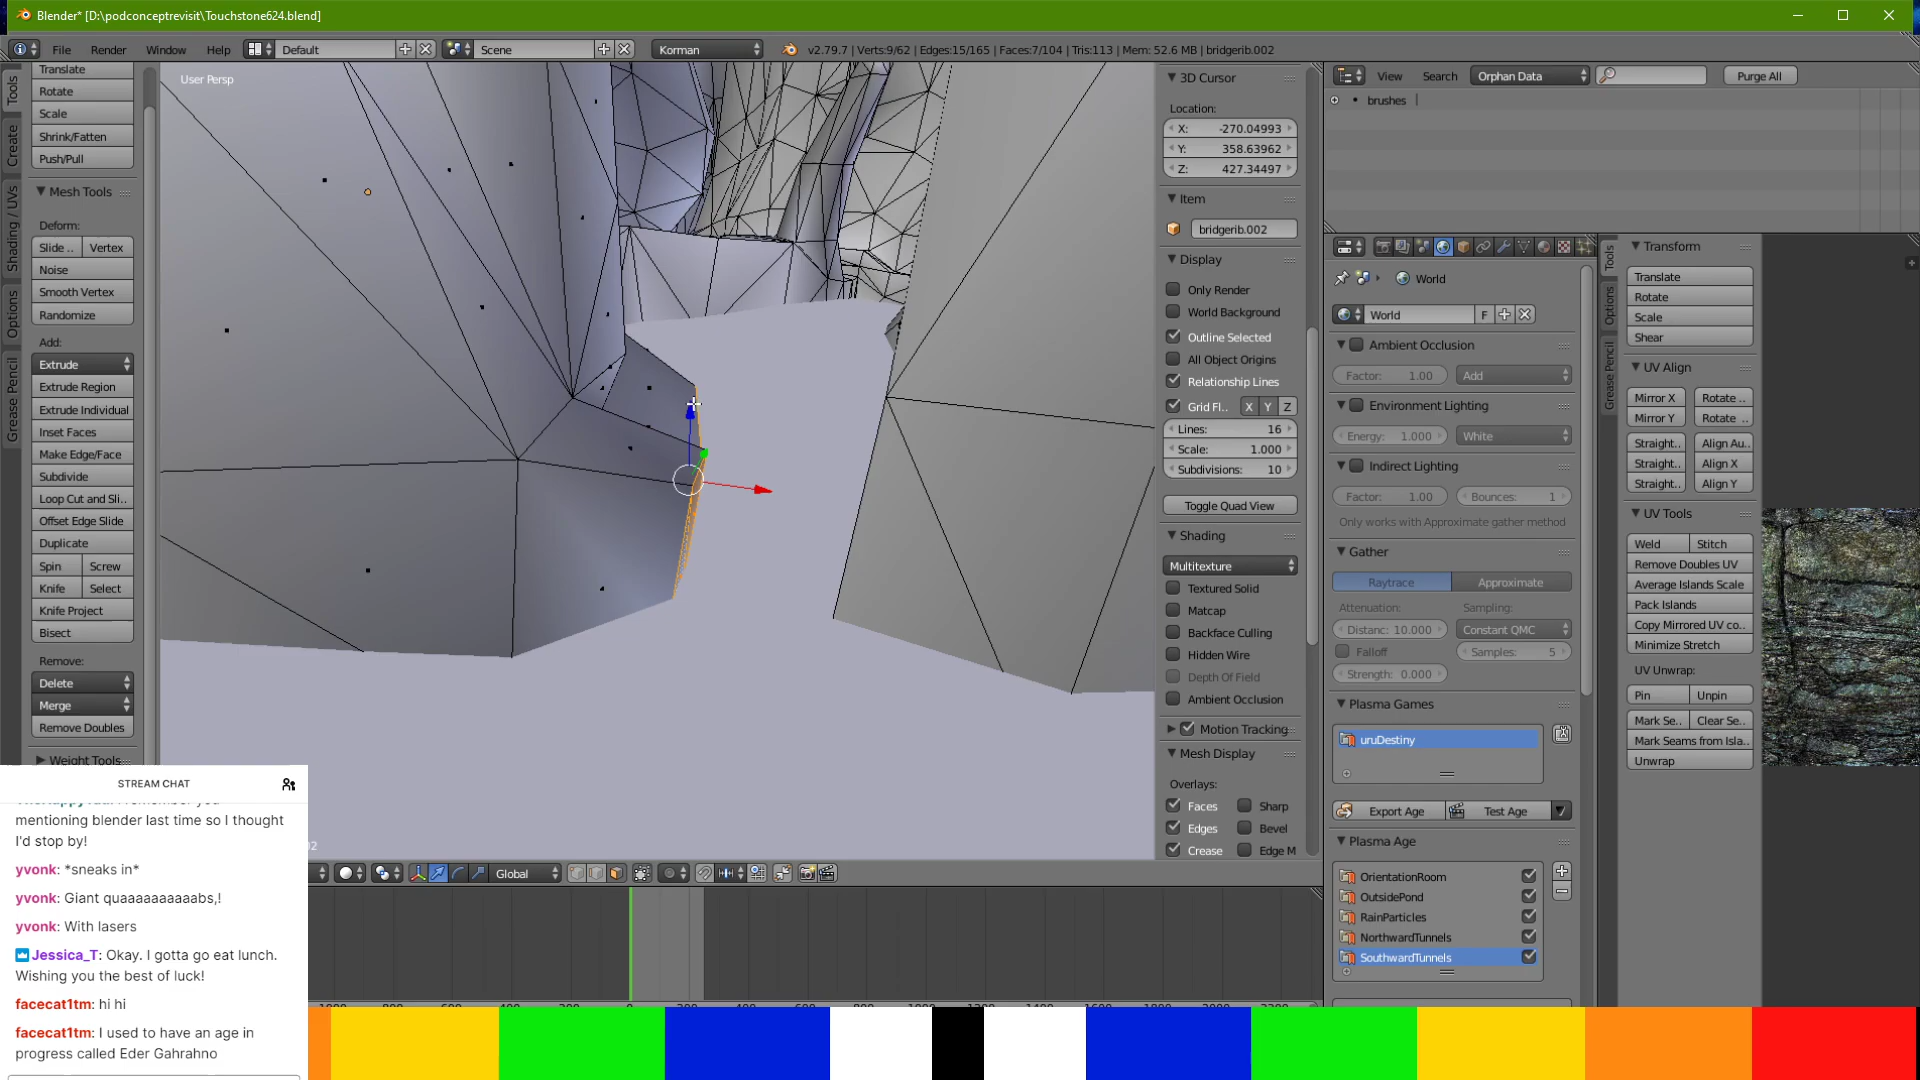 Blender* [D:\podconceptrevisit\Touchstone624.blend]
File Render Window Help Default Scene Korman v2.79.7 | Verts:9/62 | Edges:15/165 | Faces:7/104 | Tris:113 | Mem: 52.6 MB | bridgerib.002
Tools
Create
Shading / UVs
Options
Grease Pencil
Translate
Rotate
Scale
Shrink/Fatten
Push/Pull
Mesh Tools
Deform:
Slide .. Vertex
Noise
Smooth Vertex
Randomize
Add:
Extrude
Extrude Region
Extrude Individual
Inset Faces
Make Edge/Face
Subdivide
Loop Cut and Sli..
Offset Edge Slide
Duplicate
Spin Screw
Knife Select
Knife Project
Bisect
Remove:
Delete
Merge
Remove Doubles
Weight Tools
User Persp
Global
3D Cursor
Location:
X: -270.04993
Y: 358.63962
Z: 427.34497
Item
bridgerib.002
Display
Only Render
World Background
Outline Selected
All Object Origins
Relationship Lines
Grid Fl.. X Y Z
Lines: 16
Scale: 1.000
Subdivisions: 10
Toggle Quad View
Shading
Multitexture
Textured Solid
Matcap
Backface Culling
Hidden Wire
Depth Of Field
Ambient Occlusion
Motion Tracking
Mesh Display
Overlays:
Faces Sharp
Edges Bevel
Crease Edge M
View Search Orphan Data Purge All
brushes
World
World F
Ambient Occlusion
Factor: 1.00 Add
Environment Lighting
Energy: 1.000 White
Indirect Lighting
Factor: 1.00 Bounces: 1
Only works with Approximate gather method
Gather
Raytrace Approximate
Attenuation: Sampling:
Distanc: 10.000 Constant QMC
Falloff Samples: 5
Strength: 0.000
Plasma Games
uruDestiny
Export Age Test Age
Plasma Age
OrientationRoom
OutsidePond
RainParticles
NorthwardTunnels
SouthwardTunnels
Tools
Options
Grease Pencil
Transform
Translate
Rotate
Scale
Shear
UV Align
Mirror X Rotate ..
Mirror Y Rotate ..
Straight.. Align Au..
Straight.. Align X
Straight.. Align Y
UV Tools
Weld Stitch
Remove Doubles UV
Average Islands Scale
Pack Islands
Copy Mirrored UV co..
Minimize Stretch
UV Unwrap:
Pin Unpin
Mark Se.. Clear Se..
Mark Seams from Isla..
Unwrap
STREAM CHAT
mentioning blender last time so I thought
I'd stop by!
yvonk: *sneaks in*
yvonk: Giant quaaaaaaaaaabs,!
yvonk: With lasers
Jessica_T: Okay. I gotta go eat lunch.
Wishing you the best of luck!
facecat1tm: hi hi
facecat1tm: I used to have an age in
progress called Eder Gahrahno